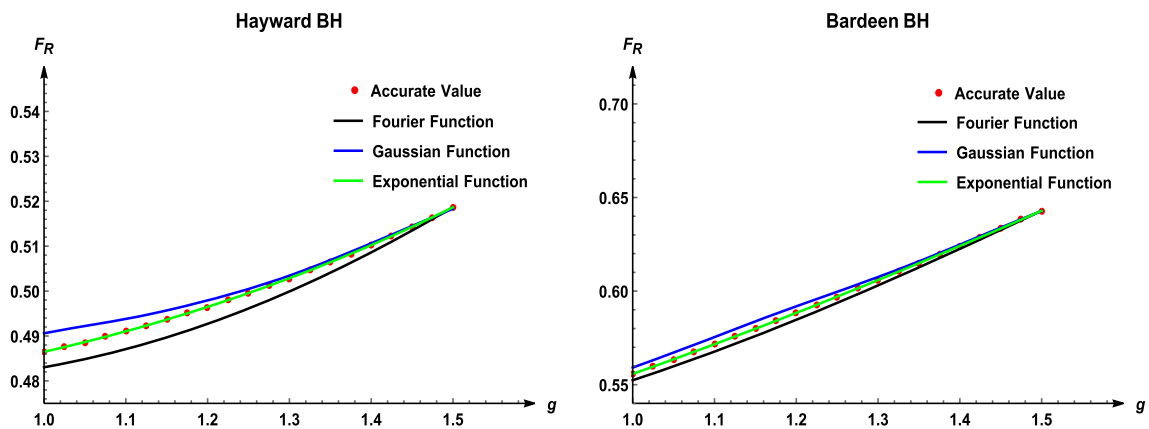 Hayward BH
F_R
Accurate Value
Fourier Function
Gaussian Function
Exponential Function
0.54
0.53
0.52
0.51
0.50
0.49
0.48
1.0 1.1 1.2 1.3 1.4 1.5
g
Bardeen BH
F_R
Accurate Value
Fourier Function
Gaussian Function
Exponential Function
0.70
0.65
0.60
0.55
1.0 1.1 1.2 1.3 1.4 1.5
g